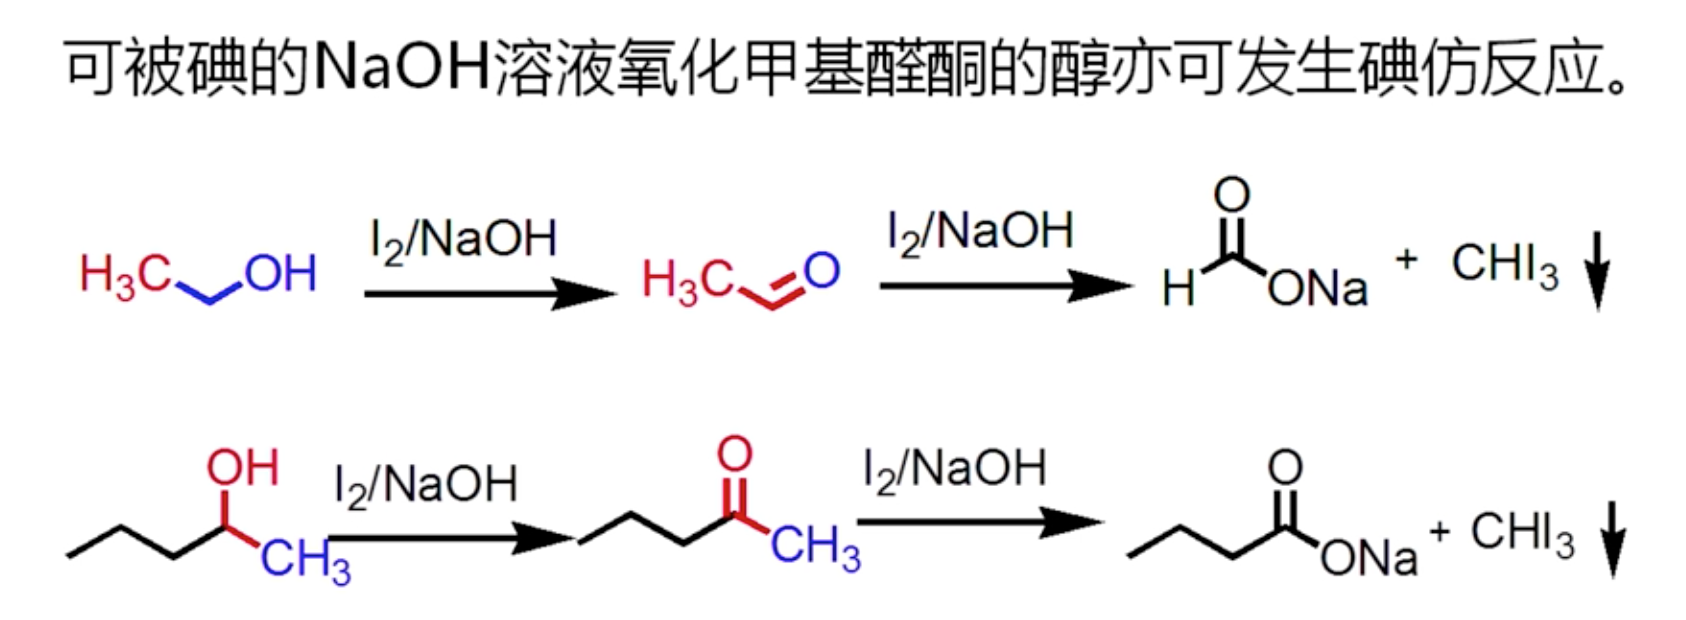 可被碘的NaOH溶液氧化甲基醛酮的醇亦可发生碘仿反应。
H₃C OH I₂/NaOH H₃C O I₂/NaOH O H ONa + CHI₃
OH I₂/NaOH O CH₃ I₂/NaOH O CH₃ ONa + CHI₃